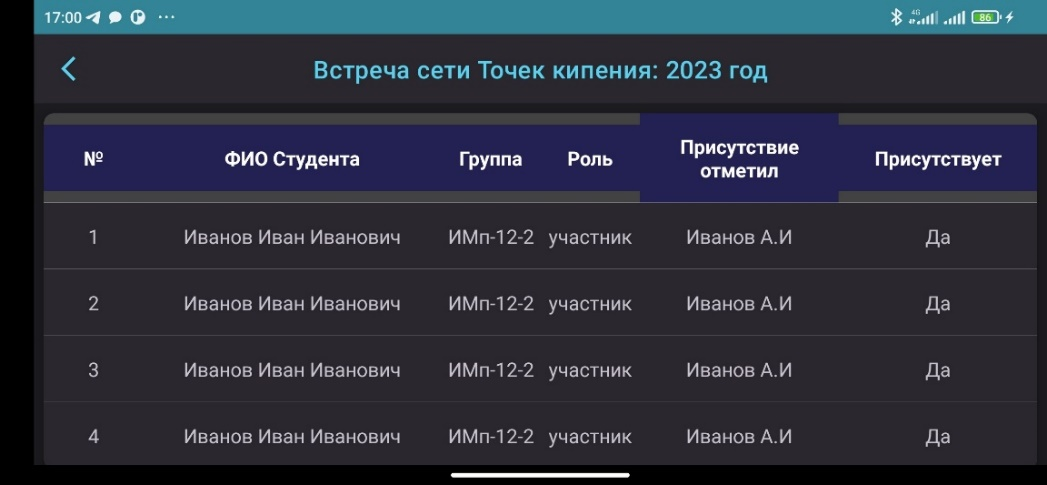 17:00 ... 4G 86
Встреча сети Точек кипения: 2023 год
№ ФИО Студента Группа Роль Присутствие отметил Присутствует
1 Иванов Иван Иванович ИМп-12-2 участник Иванов А.И Да
2 Иванов Иван Иванович ИМп-12-2 участник Иванов А.И Да
3 Иванов Иван Иванович ИМп-12-2 участник Иванов А.И Да
4 Иванов Иван Иванович ИМп-12-2 участник Иванов А.И Да